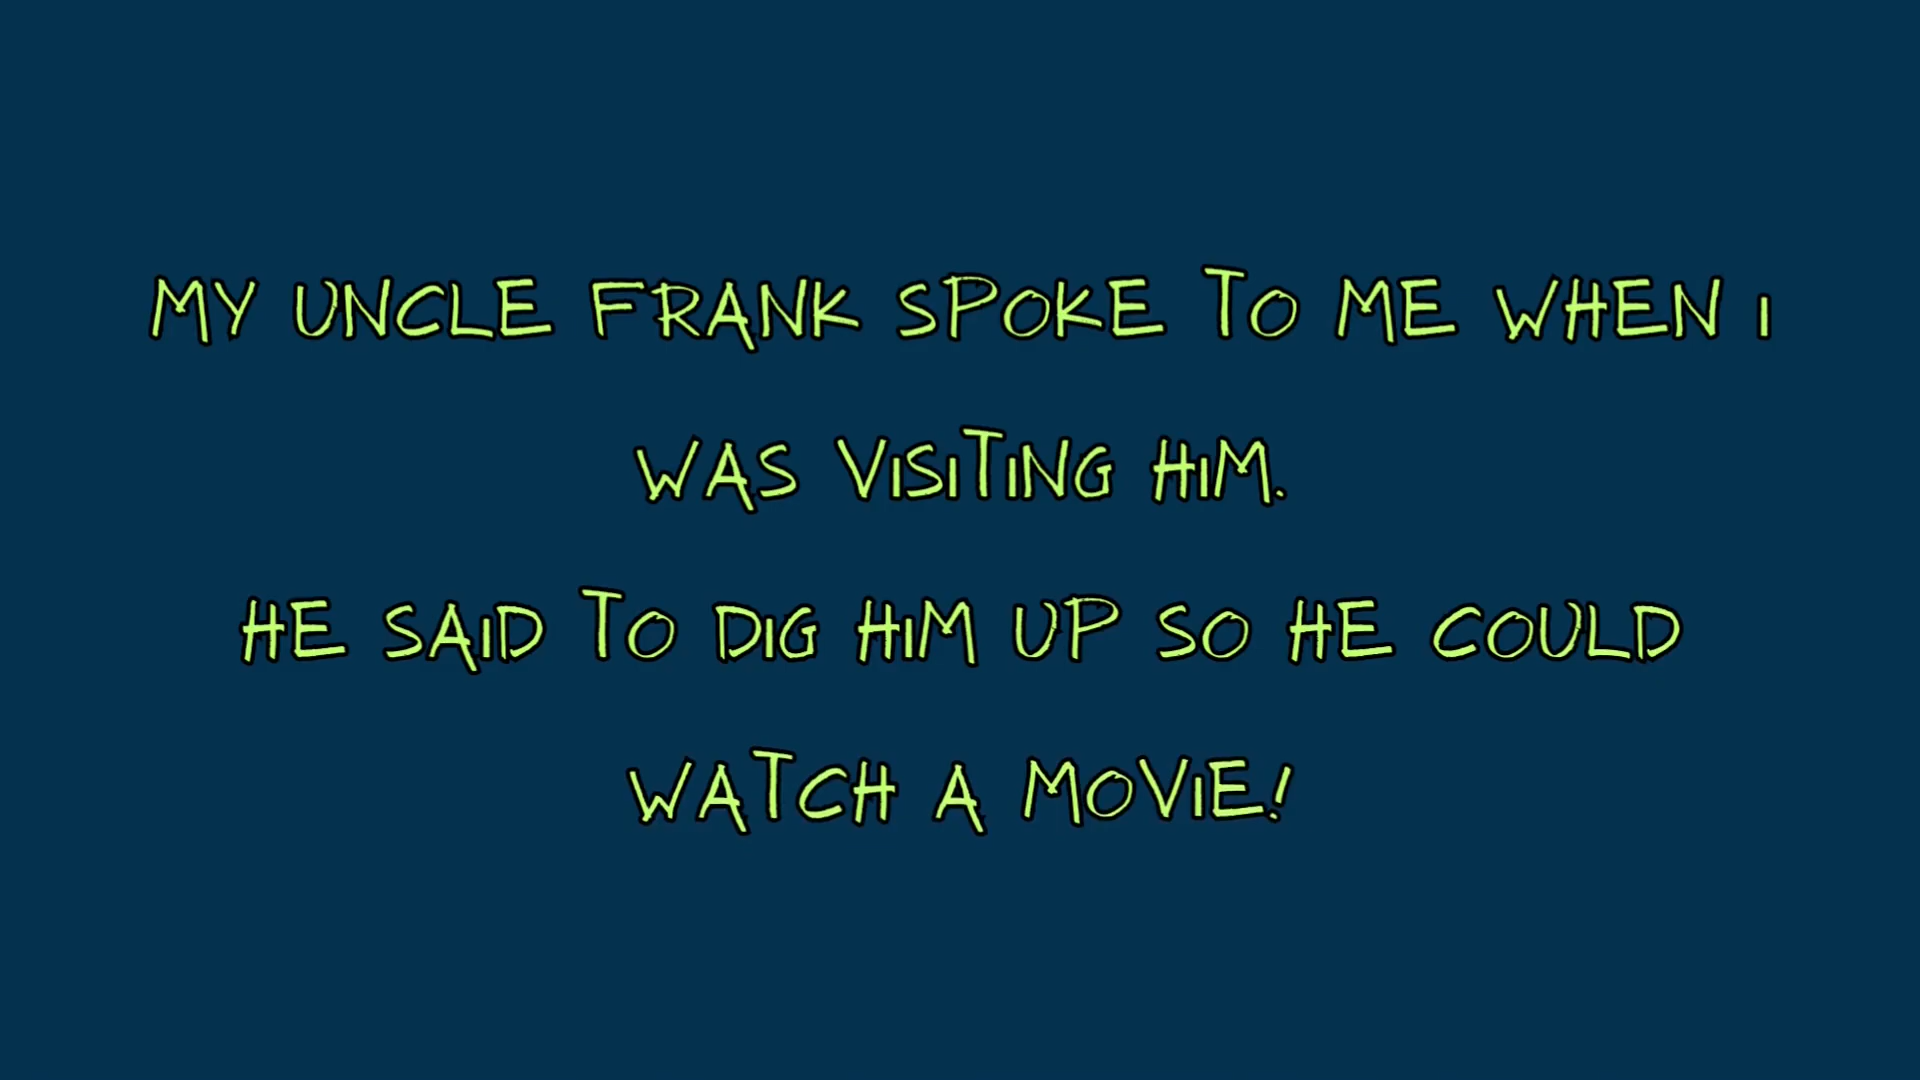 MY UNCLE FRANK SPOKE TO ME WHEN I
WAS VISITING HIM.
HE SAID TO DIG HIM UP SO HE COULD
WATCH A MOVIE!